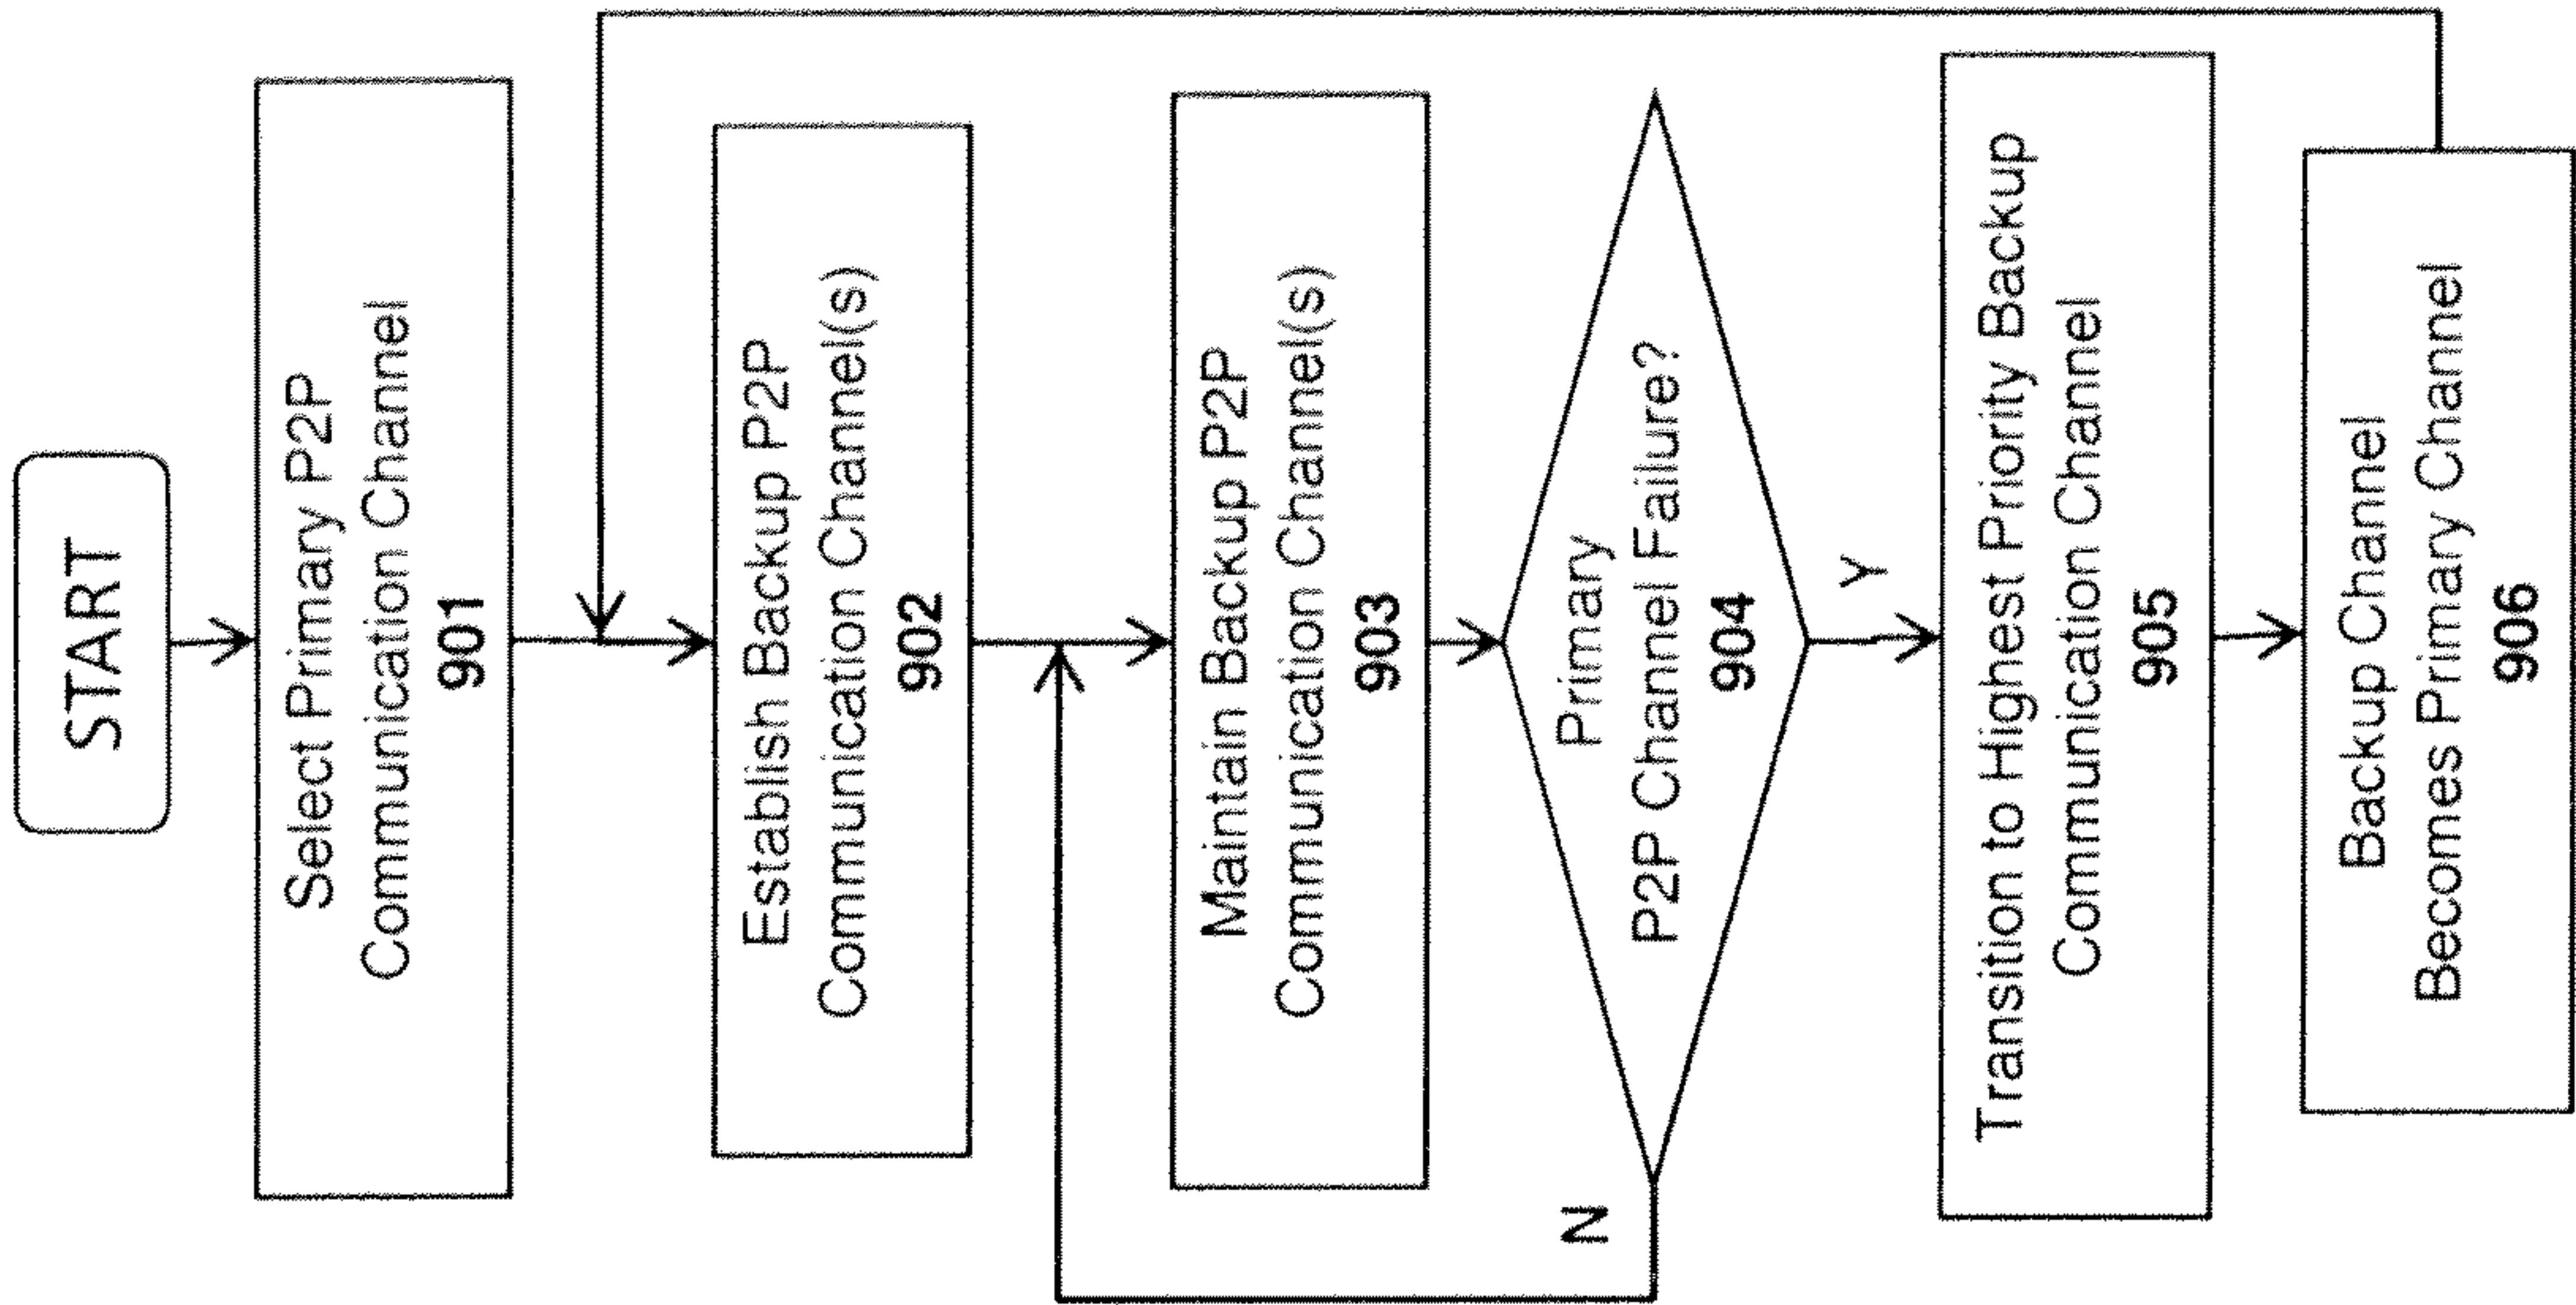 START
Select Primary P2P
Communication Channel
901
Establish Backup P2P
Communication Channel(s)
902
Maintain Backup P2P
Communication Channel(s)
903
Primary
P2P Channel Failure?
904
N
Y
Transition to Highest Priority Backup
Communication Channel
905
Backup Channel
Becomes Primary Channel
906